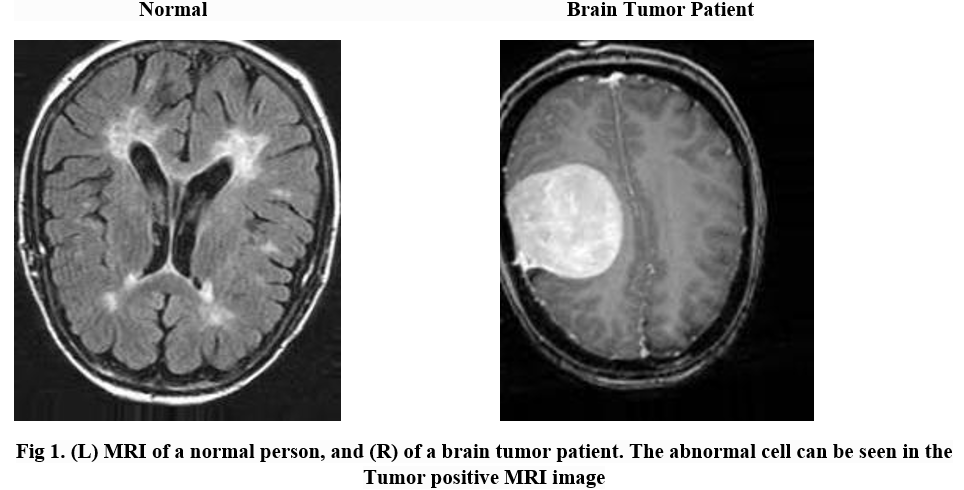 Normal
Brain Tumor Patient
Fig 1. (L) MRI of a normal person, and (R) of a brain tumor patient. The abnormal cell can be seen in the
Tumor positive MRI image